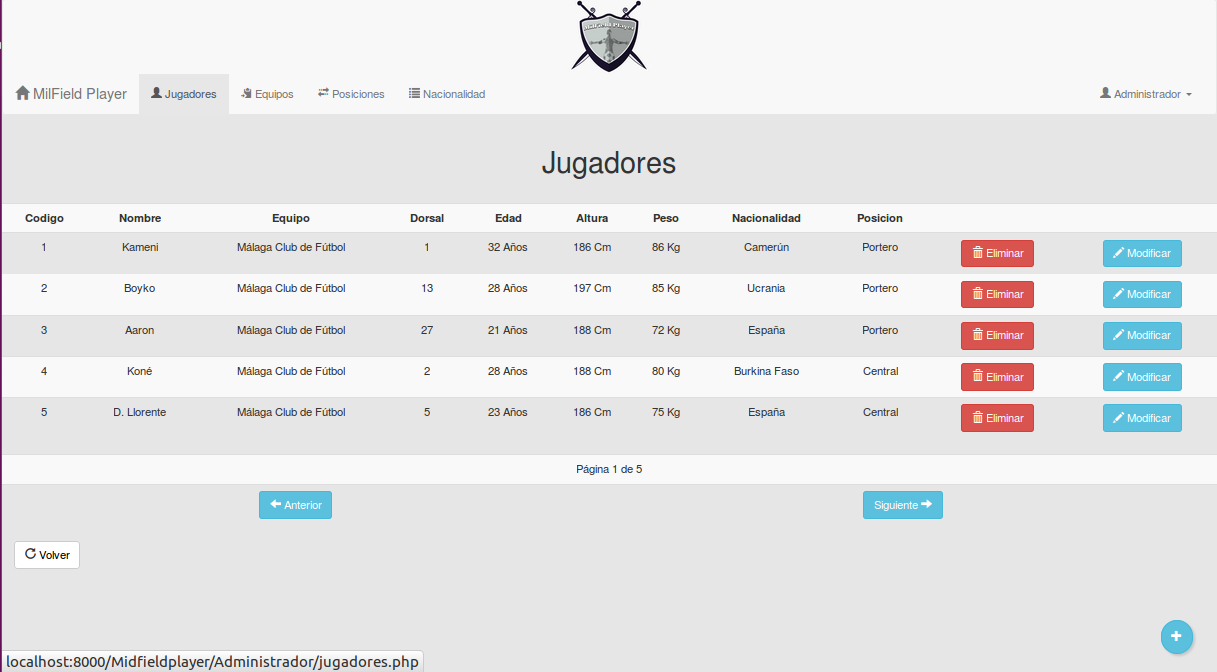 MilField Player Jugadores Equipos Posiciones Nacionalidad Administrador
Jugadores
Codigo Nombre Equipo Dorsal Edad Altura Peso Nacionalidad Posicion
1 Kameni Málaga Club de Fútbol 1 32 Años 186 Cm 86 Kg Camerún Portero Eliminar Modificar
2 Boyko Málaga Club de Fútbol 13 28 Años 197 Cm 85 Kg Ucrania Portero Eliminar Modificar
3 Aaron Málaga Club de Fútbol 27 21 Años 188 Cm 72 Kg España Portero Eliminar Modificar
4 Koné Málaga Club de Fútbol 2 28 Años 188 Cm 80 Kg Burkina Faso Central Eliminar Modificar
5 D. Llorente Málaga Club de Fútbol 5 23 Años 186 Cm 75 Kg España Central Eliminar Modificar
Página 1 de 5
Anterior Siguiente
Volver
localhost:8000/Midfieldplayer/Administrador/jugadores.php